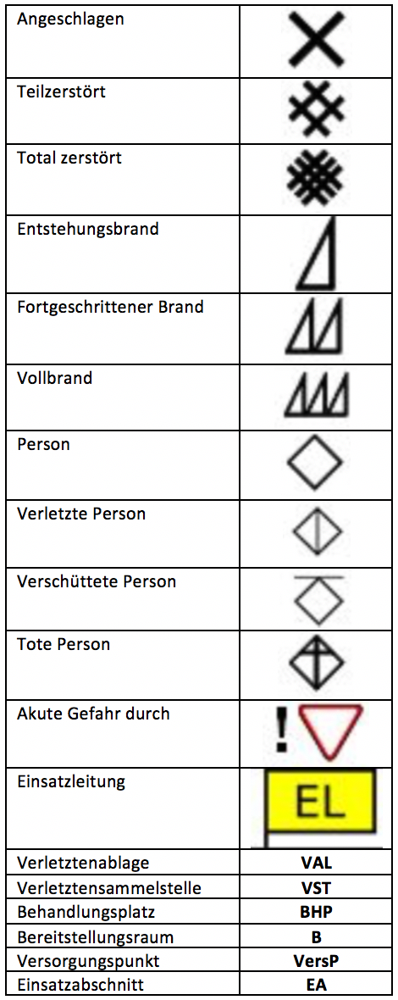 Angeschlagen
Teilzerstört
Total zerstört
Entstehungsbrand
Fortgeschrittener Brand
Vollbrand
Person
Verletzte Person
Verschüttete Person
Tote Person
Akute Gefahr durch !
Einsatzleitung EL
Verletztenablage VAL
Verletztensammelstelle VST
Behandlungsplatz BHP
Bereitstellungsraum B
Versorgungspunkt VersP
Einsatzabschnitt EA